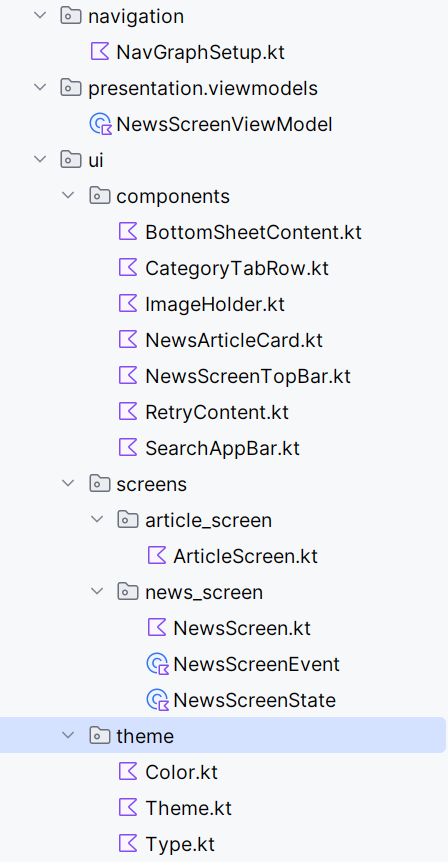 navigation
NavGraphSetup.kt
presentation.viewmodels
NewsScreenViewModel
ui
components
BottomSheetContent.kt
CategoryTabRow.kt
ImageHolder.kt
NewsArticleCard.kt
NewsScreenTopBar.kt
RetryContent.kt
SearchAppBar.kt
screens
article_screen
ArticleScreen.kt
news_screen
NewsScreen.kt
NewsScreenEvent
NewsScreenState
theme
Color.kt
Theme.kt
Type.kt